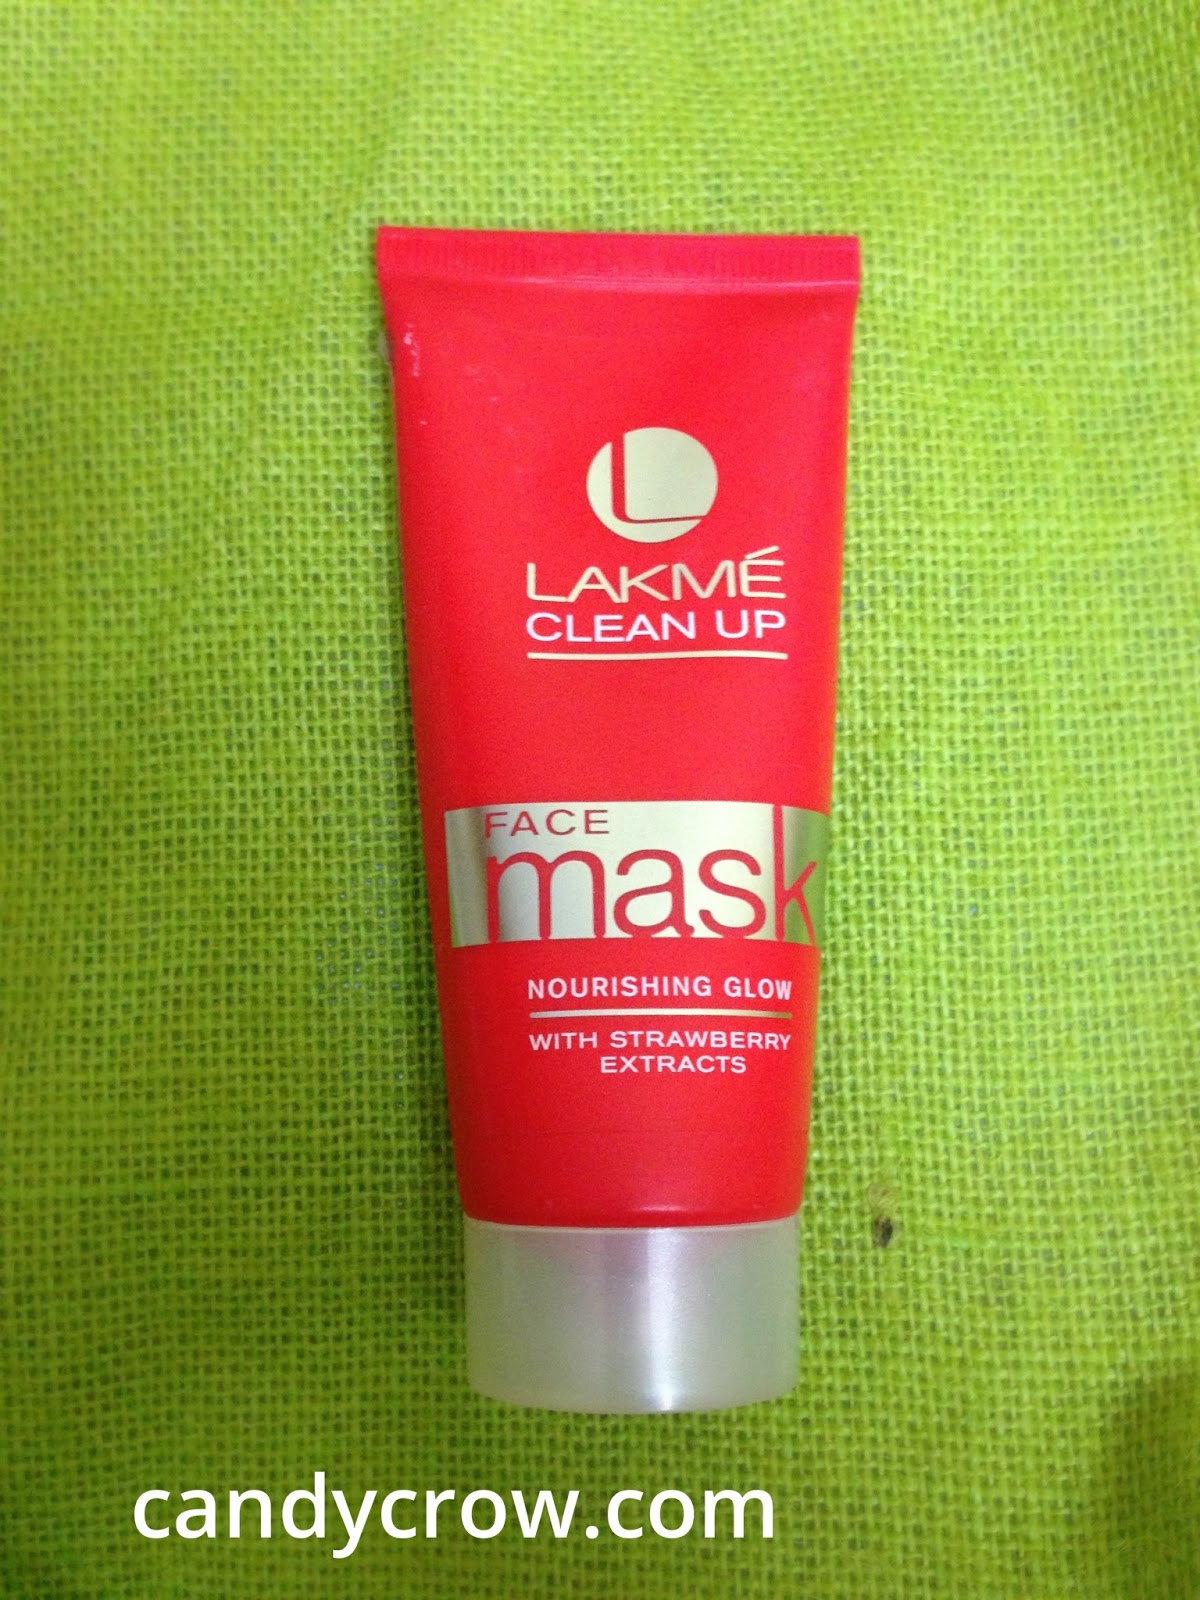 L
LAKMÉ
CLEAN UP
FACE
mask
NOURISHING GLOW
WITH STRAWBERRY
EXTRACTS
candycrow.com